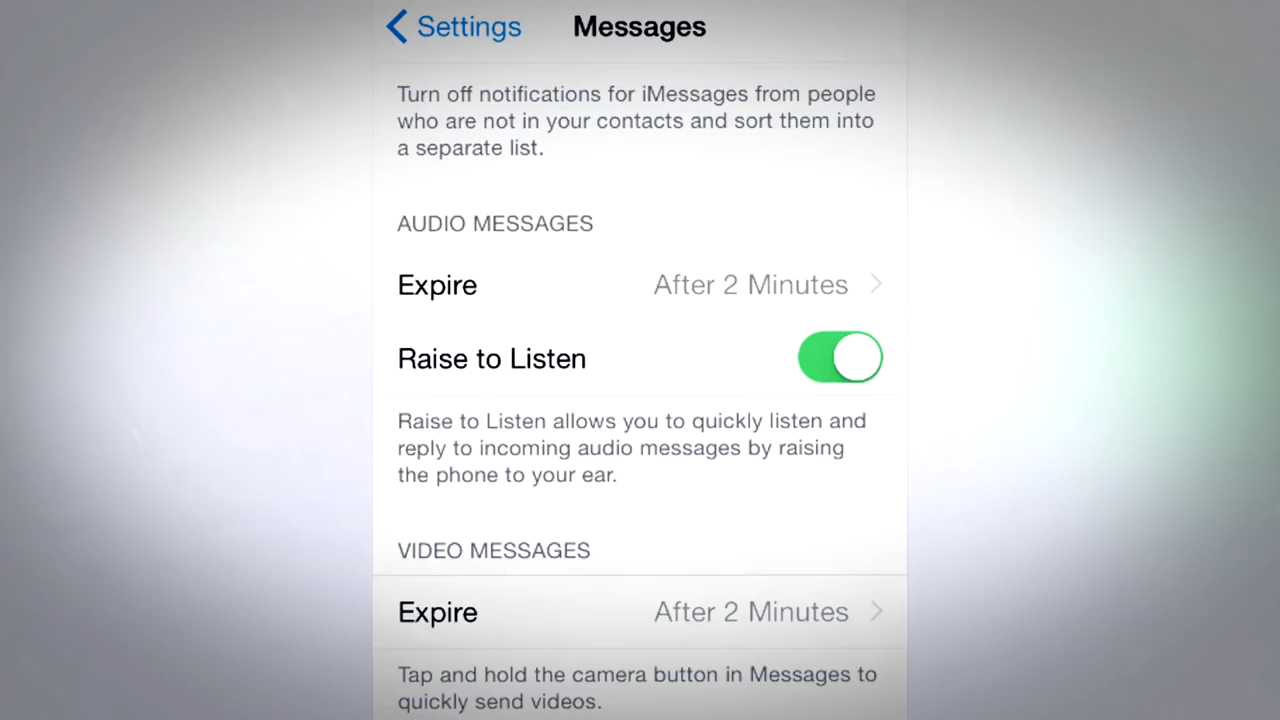 Settings
Messages
Turn off notifications for iMessages from people
who are not in your contacts and sort them into
a separate list.
AUDIO MESSAGES
Expire After 2 Minutes
Raise to Listen
Raise to Listen allows you to quickly listen and
reply to incoming audio messages by raising
the phone to your ear.
VIDEO MESSAGES
Expire After 2 Minutes
Tap and hold the camera button in Messages to
quickly send videos.